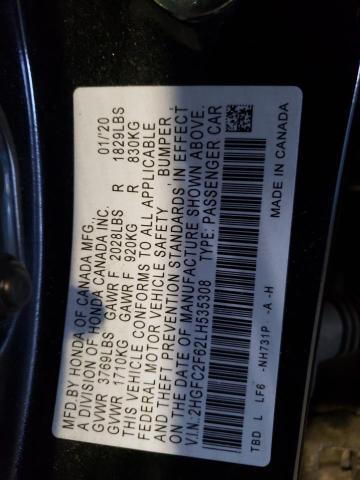 MFD.BY HONDA OF CANADA MFG.,
A DIVISION OF HONDA CANADA INC. 01/20
GVWR 3769LBS GAWR F 2028LBS R 1829LBS
GVWR 1710KG GAWR F 920KG R 830KG
THIS VEHICLE CONFORMS TO ALL APPLICABLE
FEDERAL MOTOR VEHICLE SAFETY BUMPER,
AND THEFT PREVENTION STANDARDS IN EFFECT
ON THE DATE OF MANUFACTURE SHOWN ABOVE.
V.I.N.:2HGFC2F62LH535308 TYPE: PASSENGER CAR
TBD L LF6 -NH731P -A -H MADE IN CANADA